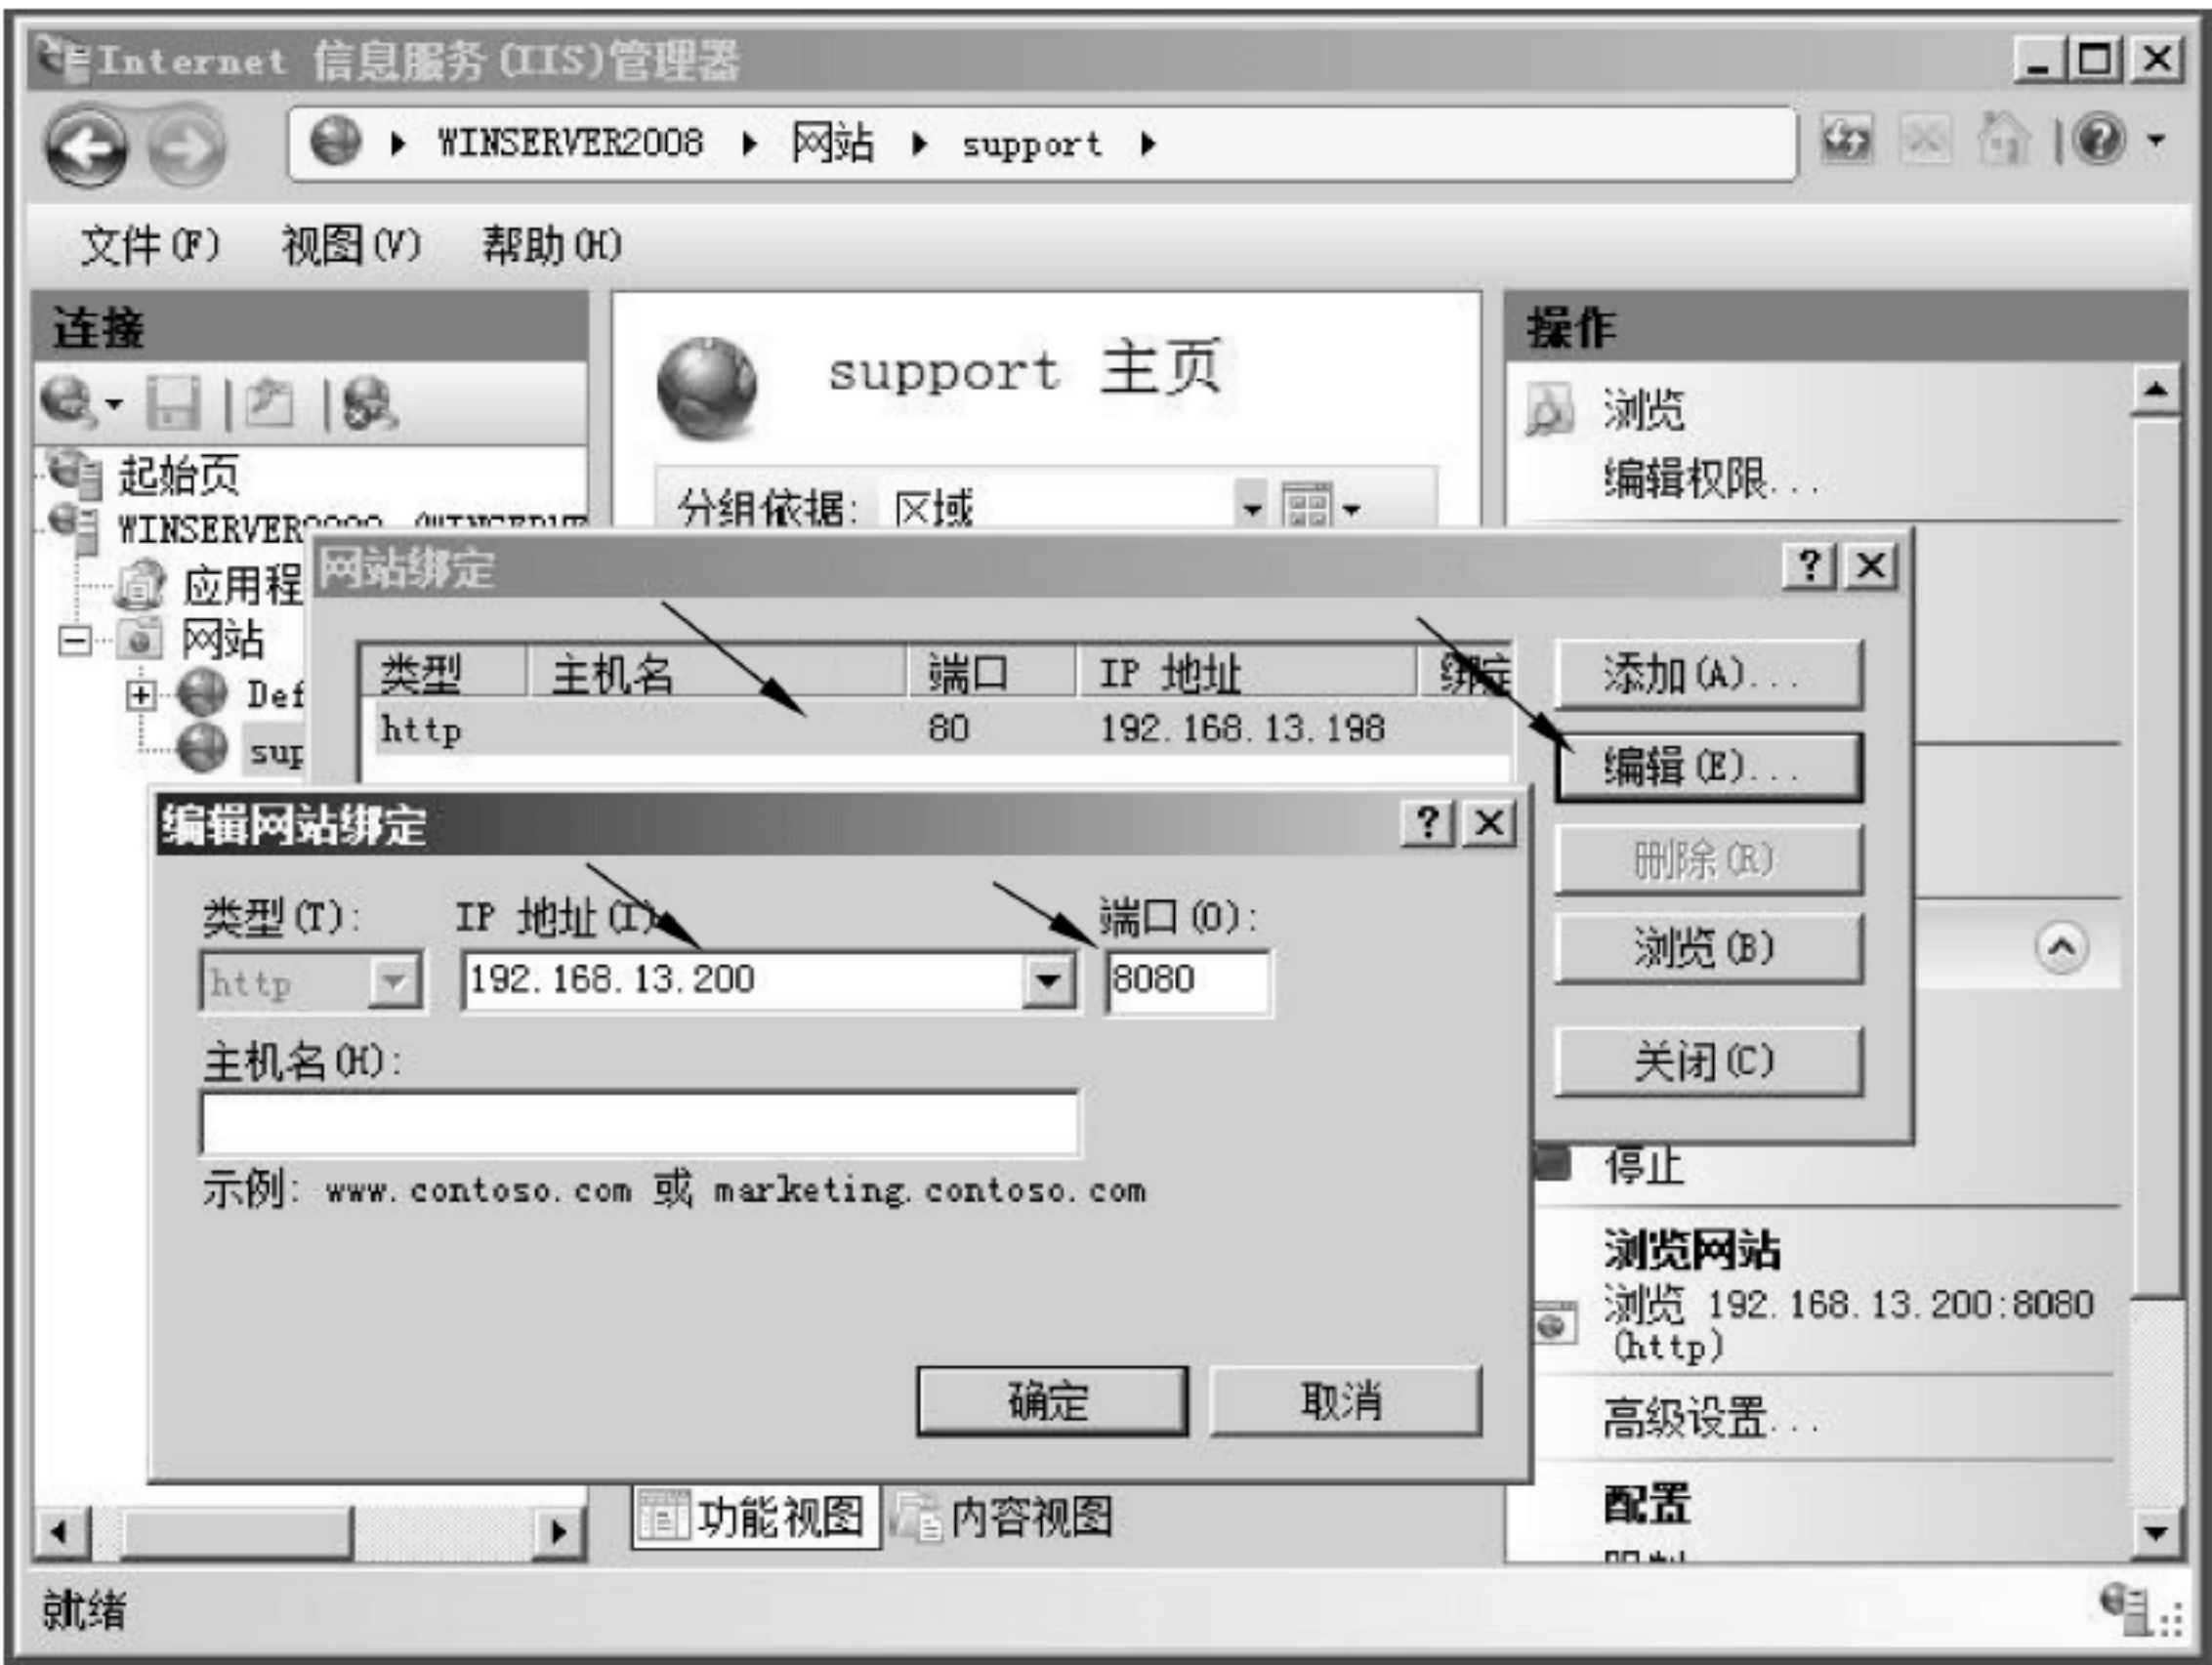 Internet 信息服务(IIS)管理器
WINSERVER2008 网站 support
文件(F) 视图(V) 帮助(H)
连接
起始页
应用程
网站
Def
sup
support 主页
分组依据: 区域
功能视图 内容视图
操作
浏览
编辑权限...
停止
浏览网站
浏览 192.168.13.200:8080
(http)
高级设置...
配置
网站绑定
类型 主机名 端口 IP 地址 绑定
http 80 192.168.13.198
添加(A)...
编辑(E)...
删除(R)
浏览(B)
关闭(C)
编辑网站绑定
类型(T): IP 地址(I) 端口(O):
http 192.168.13.200 8080
主机名(H):
示例: www.contoso.com 或 marketing.contoso.com
确定 取消
就绪